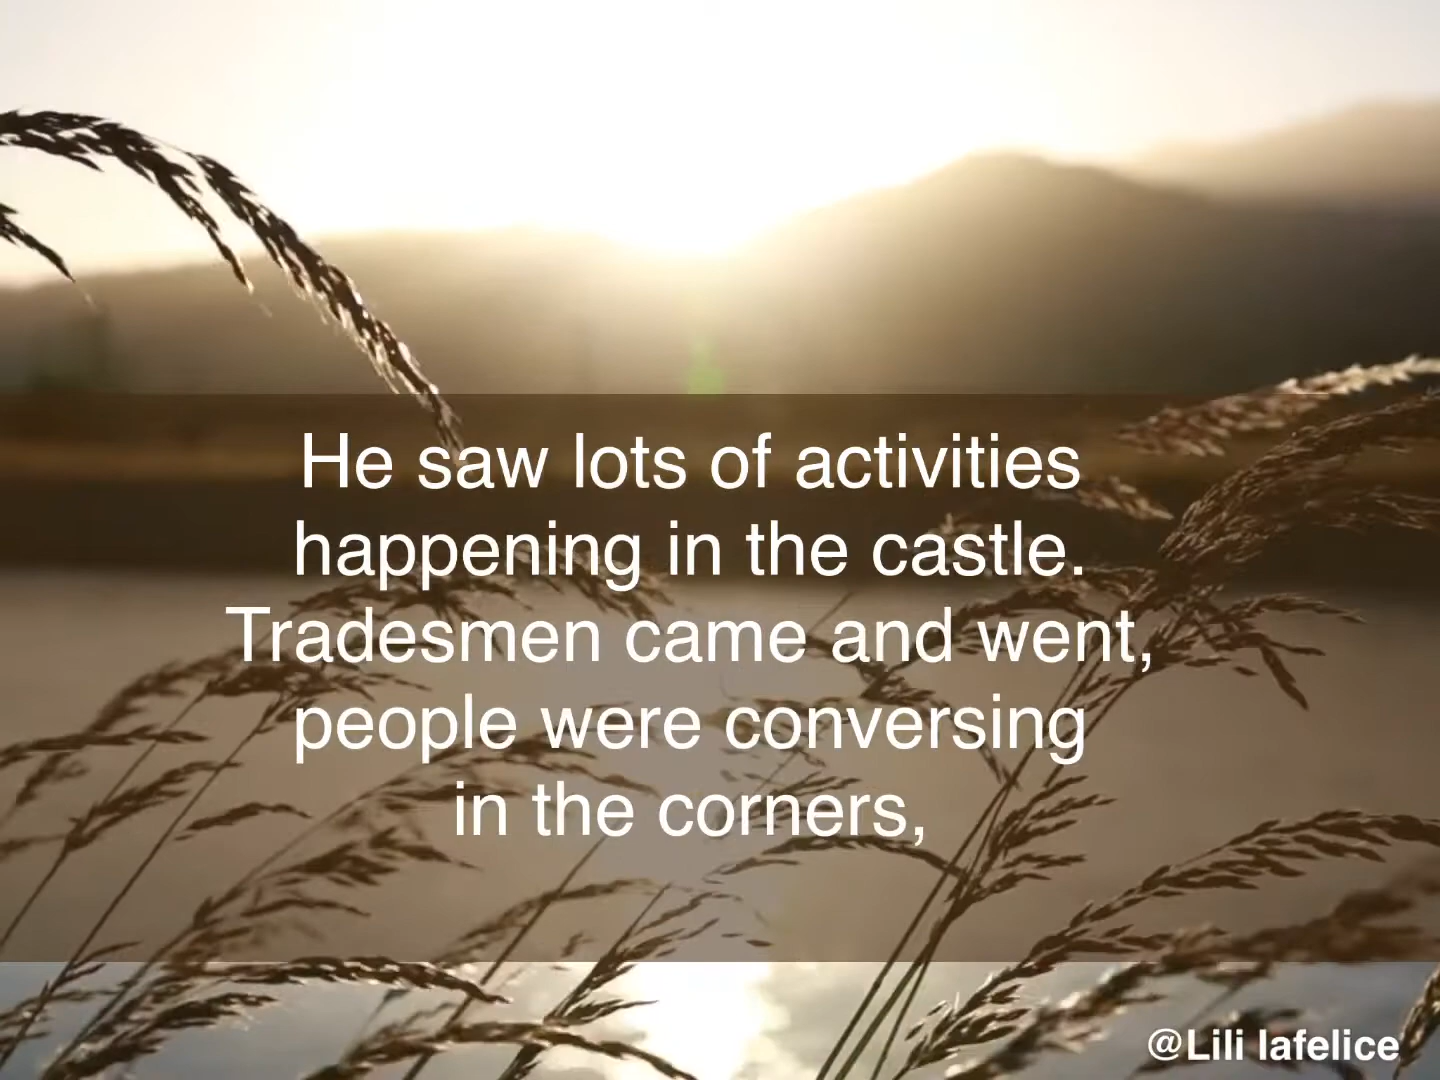 He saw lots of activities
happening in the castle.
Tradesmen came and went,
people were conversing
in the corners,
@Lili lafelice